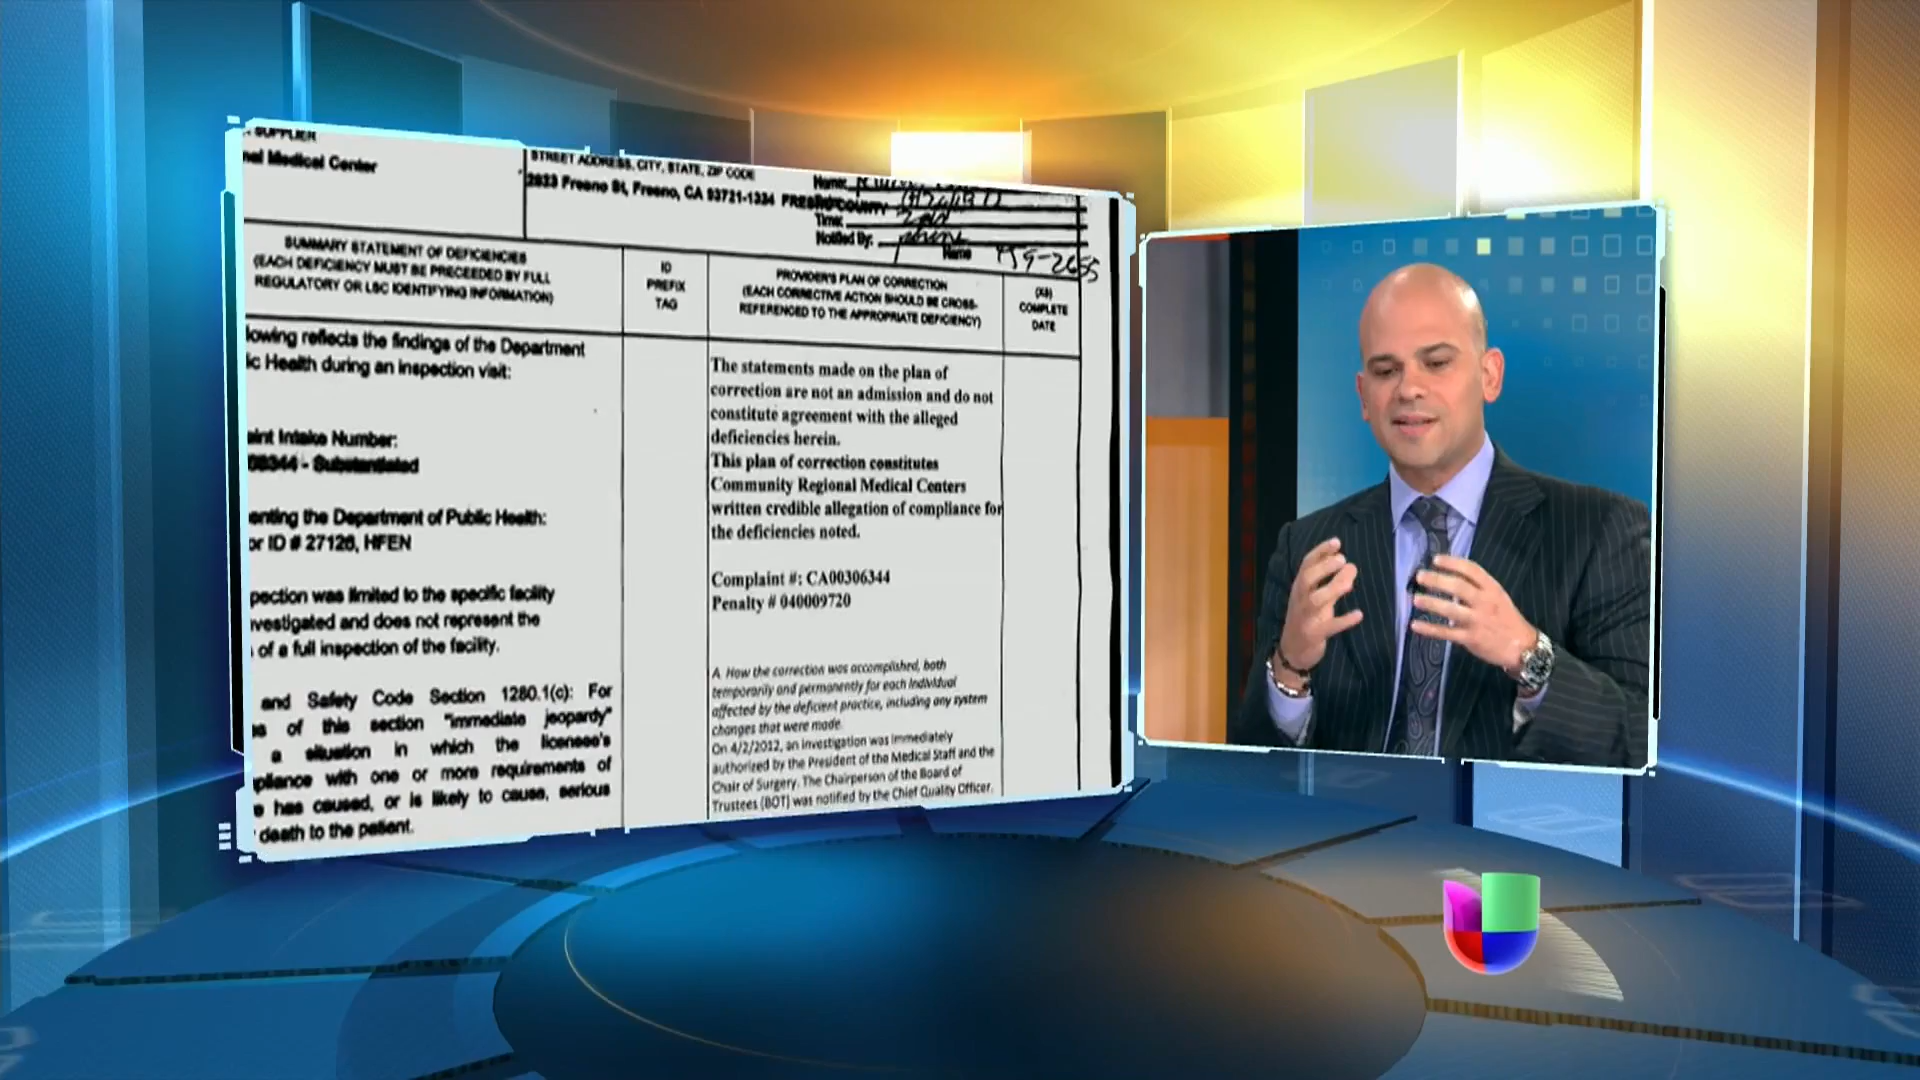 SUPPLIER
nal Medical Center
STREET ADDRESS, CITY, STATE, ZIP CODE
2823 Fresno St, Fresno, CA 93721-1324 FRESNO COUNTY
Name:
Time:
Notified By: phone
Name
459-2655
SUMMARY STATEMENT OF DEFICIENCIES
(EACH DEFICIENCY MUST BE PRECEEDED BY FULL
REGULATORY OR LSC IDENTIFYING INFORMATION)
ID
PREFIX
TAG
PROVIDER'S PLAN OF CORRECTION
(EACH CORRECTIVE ACTION SHOULD BE CROSS-
REFERENCED TO THE APPROPRIATE DEFICIENCY)
(X5)
COMPLETE
DATE
lowing reflects the findings of the Department
ic Health during an inspection visit:
aint Intake Number:
06344 - Substantiated
enting the Department of Public Health:
or ID # 27126, HFEN
pection was limited to the specific facility
vestigated and does not represent the
of a full inspection of the facility.
and Safety Code Section 1280.1(c): For
es of this section "immediate jeopardy"
a situation in which the licensee's
pliance with one or more requirements of
e has caused, or is likely to cause, serious
death to the patient.
The statements made on the plan of
correction are not an admission and do not
constitute agreement with the alleged
deficiencies herein.
This plan of correction constitutes
Community Regional Medical Centers
written credible allegation of compliance for
the deficiencies noted.
Complaint #: CA00306344
Penalty # 040009720
A How the correction was accomplished, both
temporarily and permanently for each individual
affected by the deficient practice, including any system
changes that were made.
On 4/2/2012, an investigation was immediately
authorized by the President of the Medical Staff and the
Chair of Surgery. The Chairperson of the Board of
Trustees (BOT) was notified by the Chief Quality Officer.